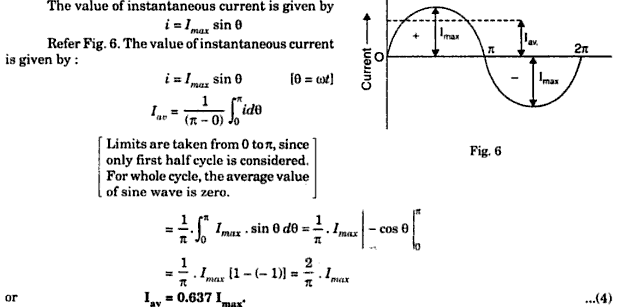 The value of instantaneous current is given by
i = I_max sin θ
Refer Fig. 6. The value of instantaneous current
is given by :
i = I_max sin θ [θ = ωt]
I_av = 1/(π – 0) ∫₀^π idθ
[Limits are taken from 0 to π, since
only first half cycle is considered.
For whole cycle, the average value
of sine wave is zero.]
Current →
O
+
I_max
I_av.
π
2π
–
I_max
Fig. 6
= 1/π . ∫₀^π I_max . sin θ dθ = 1/π . I_max |– cos θ|₀^π
= 1/π . I_max [1 – (– 1)] = 2/π . I_max
or I_av = 0.637 I_max. ...(4)